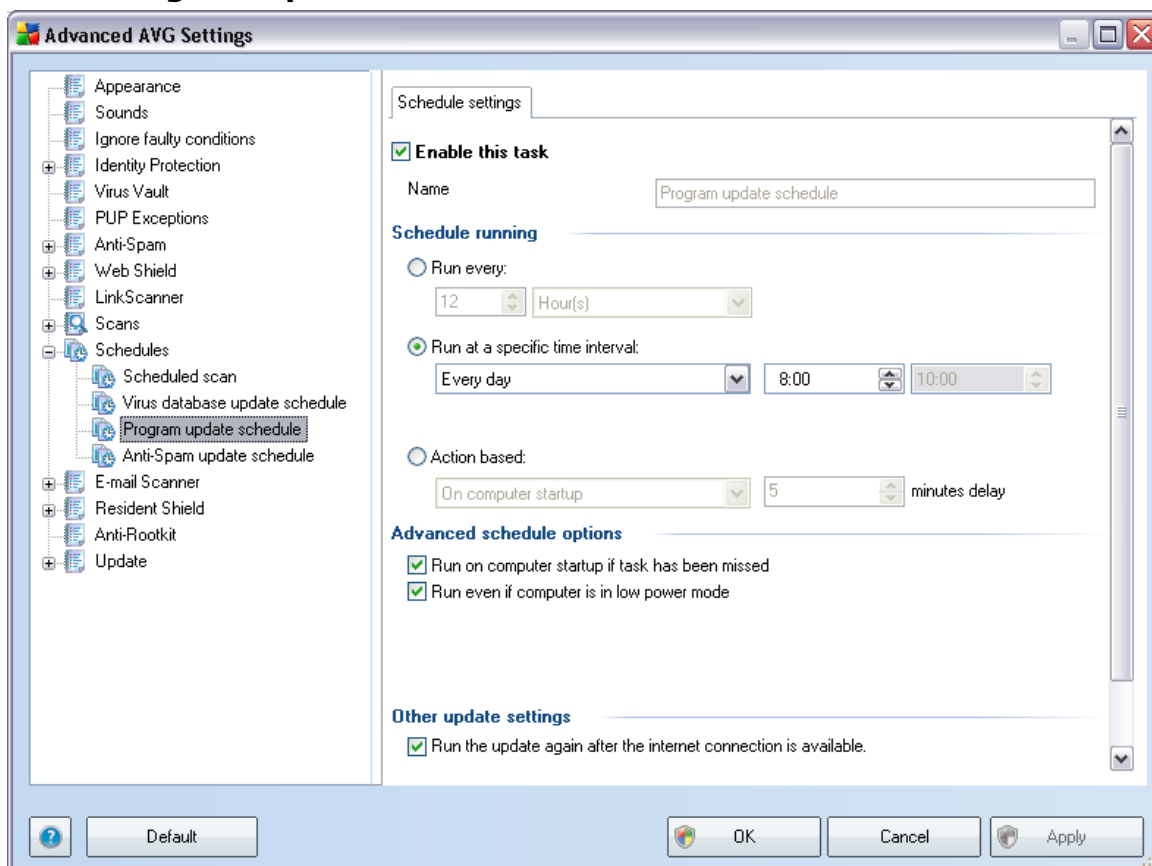 Advanced AVG Settings
Appearance
Sounds
Ignore faulty conditions
Identity Protection
Virus Vault
PUP Exceptions
Anti-Spam
Web Shield
LinkScanner
Scans
Schedules
Scheduled scan
Virus database update schedule
Program update schedule
Anti-Spam update schedule
E-mail Scanner
Resident Shield
Anti-Rootkit
Update
Schedule settings
Enable this task
Name Program update schedule
Schedule running
Run every:
12 Hour(s)
Run at a specific time interval:
Every day 8:00 10:00
Action based:
On computer startup 5 minutes delay
Advanced schedule options
Run on computer startup if task has been missed
Run even if computer is in low power mode
Other update settings
Run the update again after the internet connection is available.
Default OK Cancel Apply